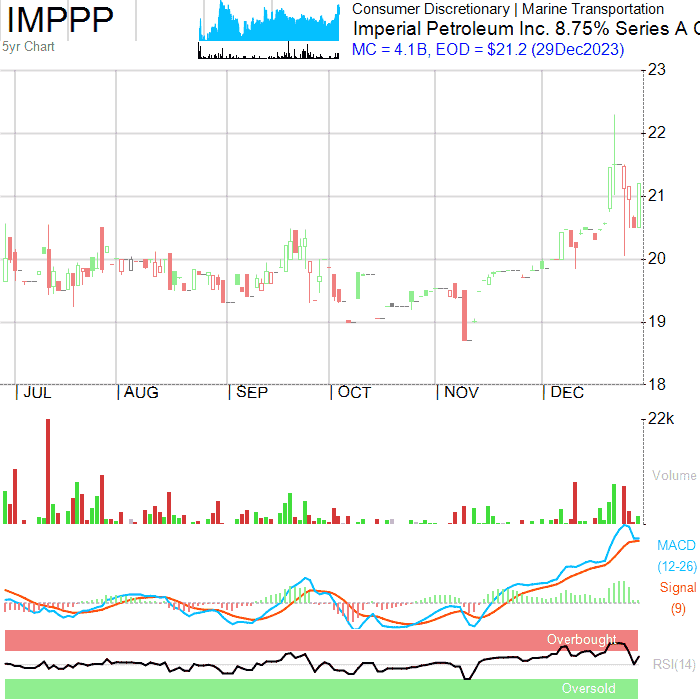 IMPPP
5yr Chart
Consumer Discretionary | Marine Transportation
Imperial Petroleum Inc. 8.75% Series A C
MC = 4.1B, EOD = $21.2 (29Dec2023)
23
22
21
20
19
18
JUL AUG SEP OCT NOV DEC
22k
Volume
MACD
(12-26)
Signal
(9)
Overbought
RSI(14)
Oversold